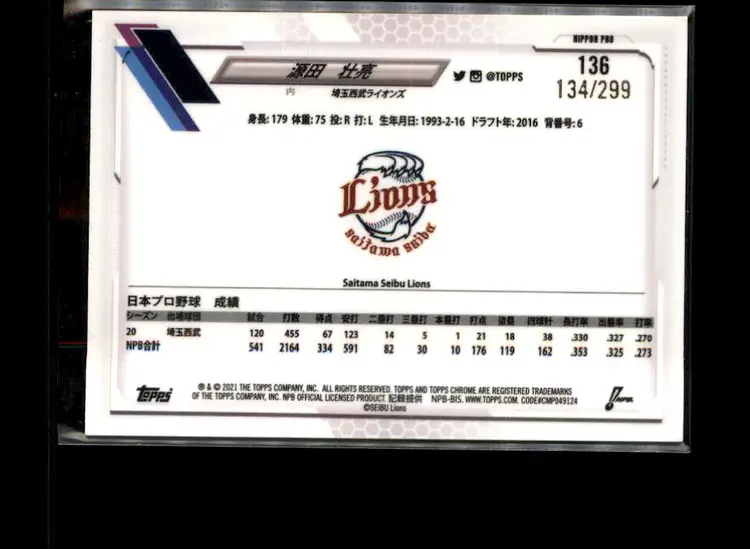 NIPPON PRO
源田 壮亮
136
@TOPPS
134/299
内 埼玉西武ライオンズ
身長: 179 体重: 75 投: R 打: L 生年月日: 1993-2-16 ドラフト年: 2016 背番号: 6
Lions
saitama seibu
Saitama Seibu Lions
日本プロ野球 成績
シーズン 出場球団 試合 打数 得点 安打 二塁打 三塁打 本塁打 打点 盗塁 四球計 長打率 出塁率 打率
20 埼玉西武 120 455 67 123 14 5 1 21 18 38 .330 .327 .270
NPB合計 541 2164 334 591 82 30 10 176 119 162 .353 .325 .273
Topps
® & © 2021 THE TOPPS COMPANY, INC. ALL RIGHTS RESERVED. TOPPS AND TOPPS CHROME ARE REGISTERED TRADEMARKS
OF THE TOPPS COMPANY, INC. NPB OFFICIAL LICENSED PRODUCT. 記録提供 NPB-BIS. WWW.TOPPS.COM. CODE#CMP049124
©SEIBU Lions
NPB